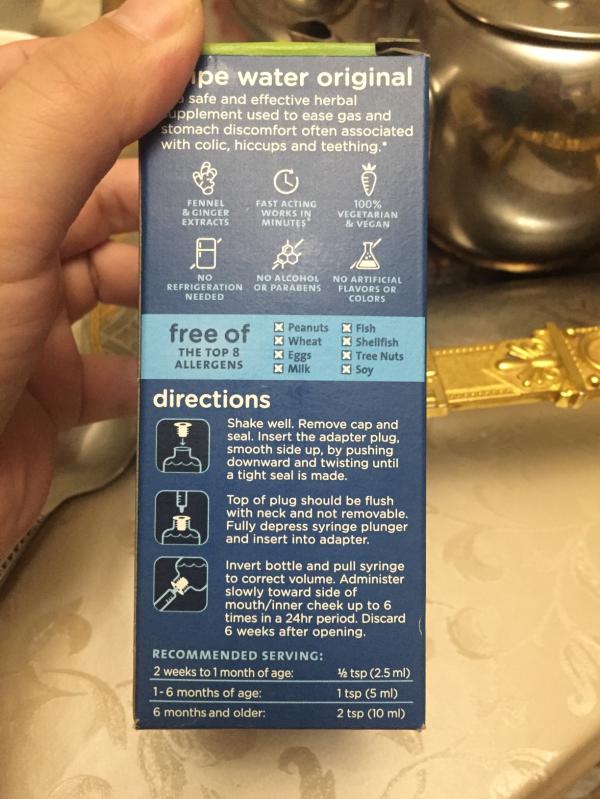 water original
safe and effective herbal
supplement used to ease gas and
stomach discomfort often associated
with colic, hiccups and teething.*
FENNEL
& GINGER
EXTRACTS
FAST ACTING
WORKS IN
MINUTES*
100%
VEGETARIAN
& VEGAN
NO
REFRIGERATION
NEEDED
NO ALCOHOL
OR PARABENS
NO ARTIFICIAL
FLAVORS OR
COLORS
free of
THE TOP 8
ALLERGENS
Peanuts
Wheat
Eggs
Milk
Fish
Shellfish
Tree Nuts
Soy
directions
Shake well. Remove cap and
seal. Insert the adapter plug,
smooth side up, by pushing
downward and twisting until
a tight seal is made.
Top of plug should be flush
with neck and not removable.
Fully depress syringe plunger
and insert into adapter.
Invert bottle and pull syringe
to correct volume. Administer
slowly toward side of
mouth/inner cheek up to 6
times in a 24hr period. Discard
6 weeks after opening.
RECOMMENDED SERVING:
2 weeks to 1 month of age: ½ tsp (2.5 ml)
1-6 months of age: 1 tsp (5 ml)
6 months and older: 2 tsp (10 ml)